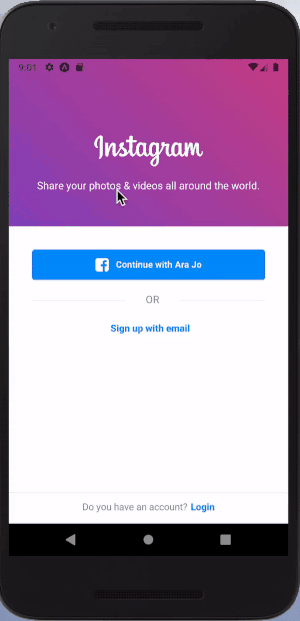 9:01
Instagram
Share your photos & videos all around the world.
Continue with Ara Jo
OR
Sign up with email
Do you have an account? Login